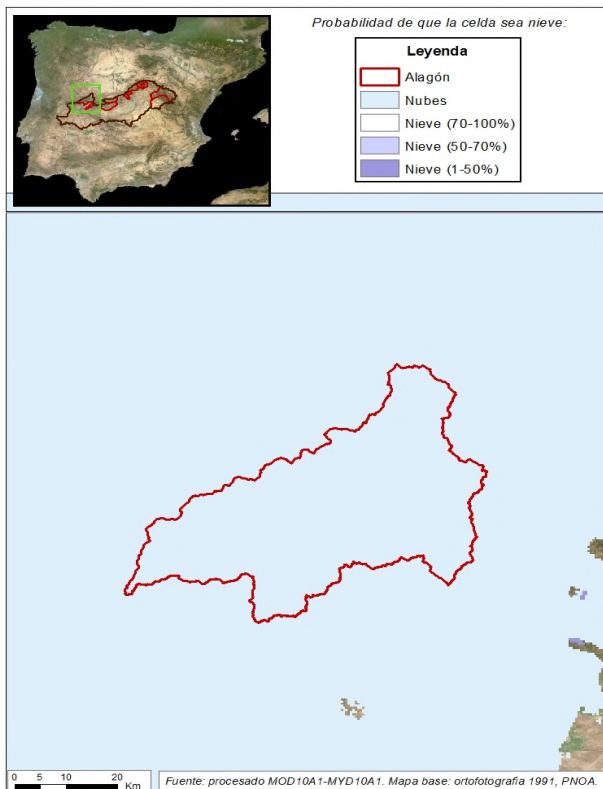 Probabilidad de que la celda sea nieve:
Leyenda
Alagón
Nubes
Nieve (70-100%)
Nieve (50-70%)
Nieve (1-50%)
0 5 10 20
Km
Fuente: procesado MOD10A1-MYD10A1. Mapa base: ortofotografia 1991, PNOA.